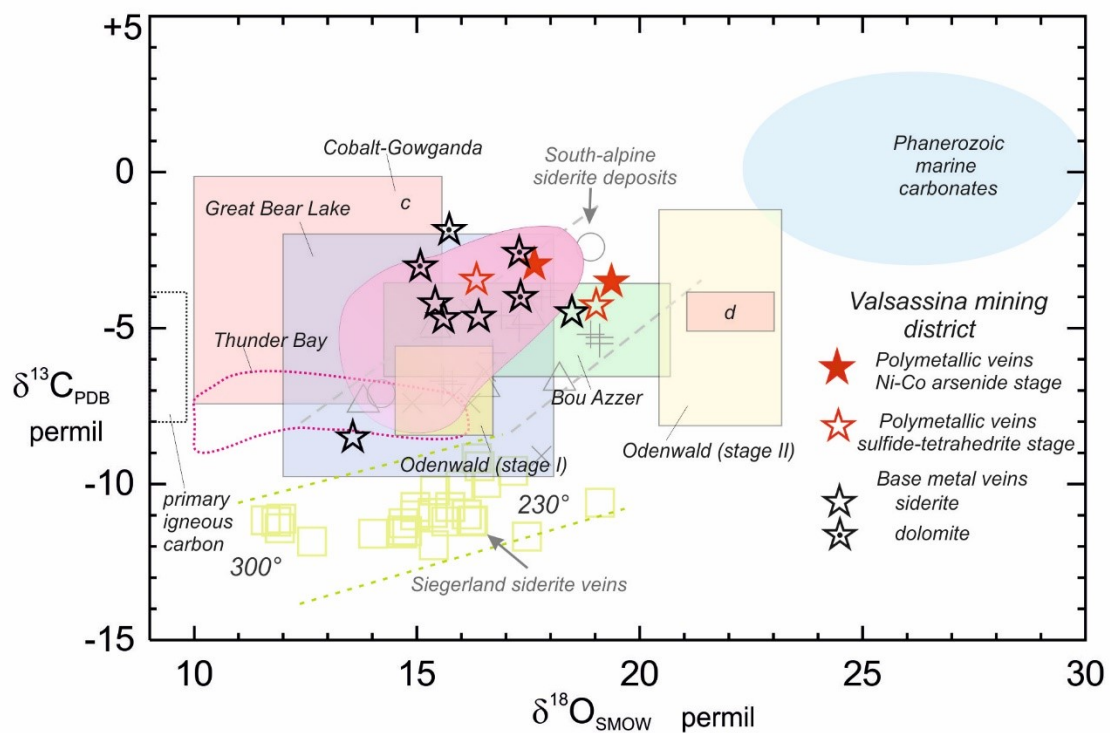 +5
0
-5
-10
-15
δ13CPDB
permil
10
15
20
25
30
δ18OSMOW permil
Cobalt-Gowganda
c
Great Bear Lake
Thunder Bay
primary
igneous
carbon
300°
230°
Siegerland siderite veins
Odenwald (stage I)
Bou Azzer
South-alpine
siderite deposits
Odenwald (stage II)
d
Phanerozoic
marine
carbonates
Valsassina mining
district
Polymetallic veins
Ni-Co arsenide stage
Polymetallic veins
sulfide-tetrahedrite stage
Base metal veins
siderite
dolomite